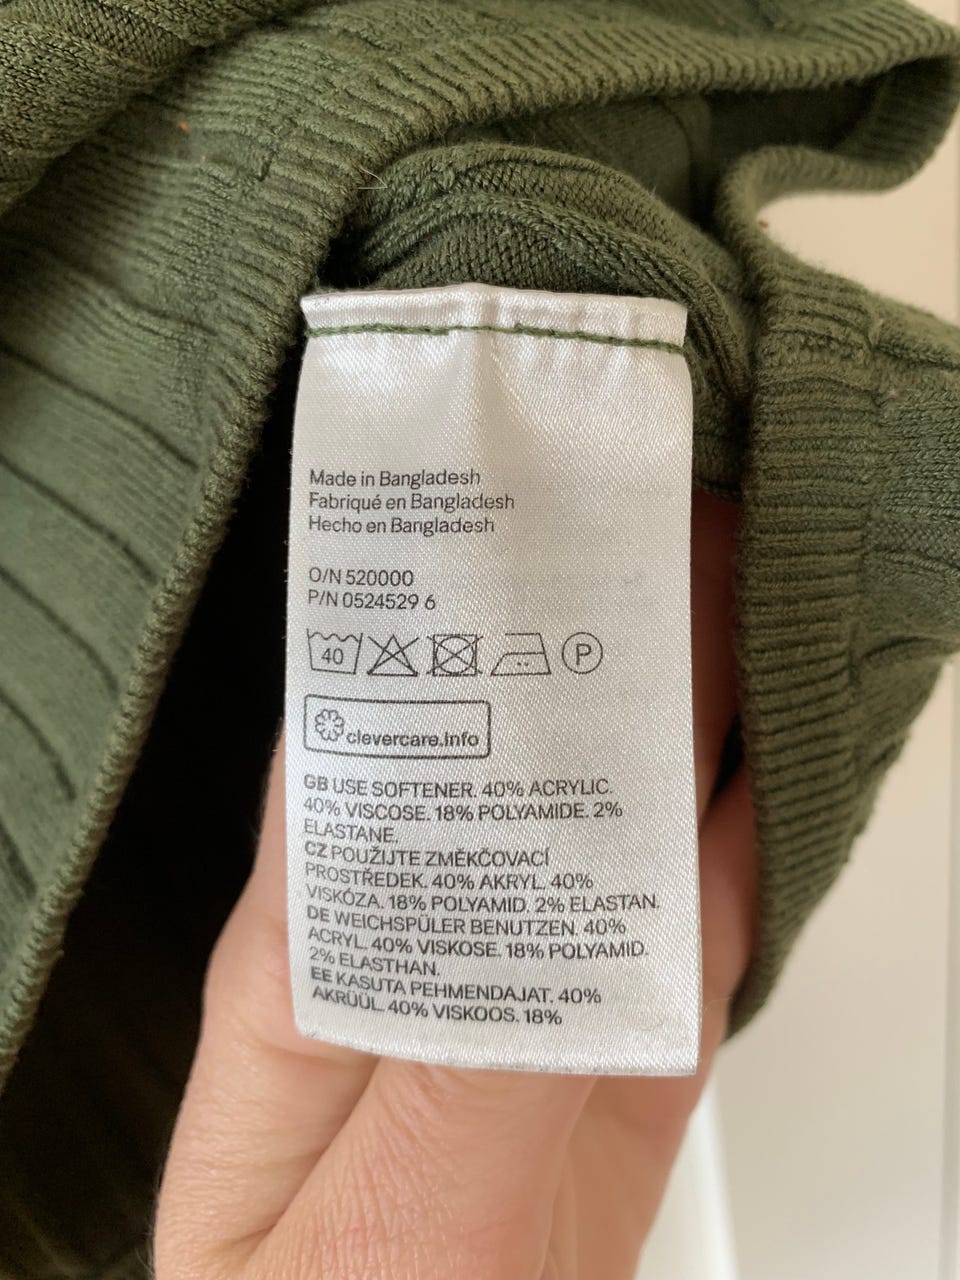 Made in Bangladesh
Fabriqué en Bangladesh
Hecho en Bangladesh
O/N 520000
P/N 0524529 6
40 P
clevercare.info
GB USE SOFTENER. 40% ACRYLIC.
40% VISCOSE. 18% POLYAMIDE. 2%
ELASTANE.
CZ POUŽIJTE ZMĚKČOVACÍ
PROSTŘEDEK. 40% AKRYL. 40%
VISKÓZA. 18% POLYAMID. 2% ELASTAN.
DE WEICHSPÜLER BENUTZEN. 40%
ACRYL. 40% VISKOSE. 18% POLYAMID.
2% ELASTHAN.
EE KASUTA PEHMENDAJAT. 40%
AKRÜÜL. 40% VISKOOS. 18%